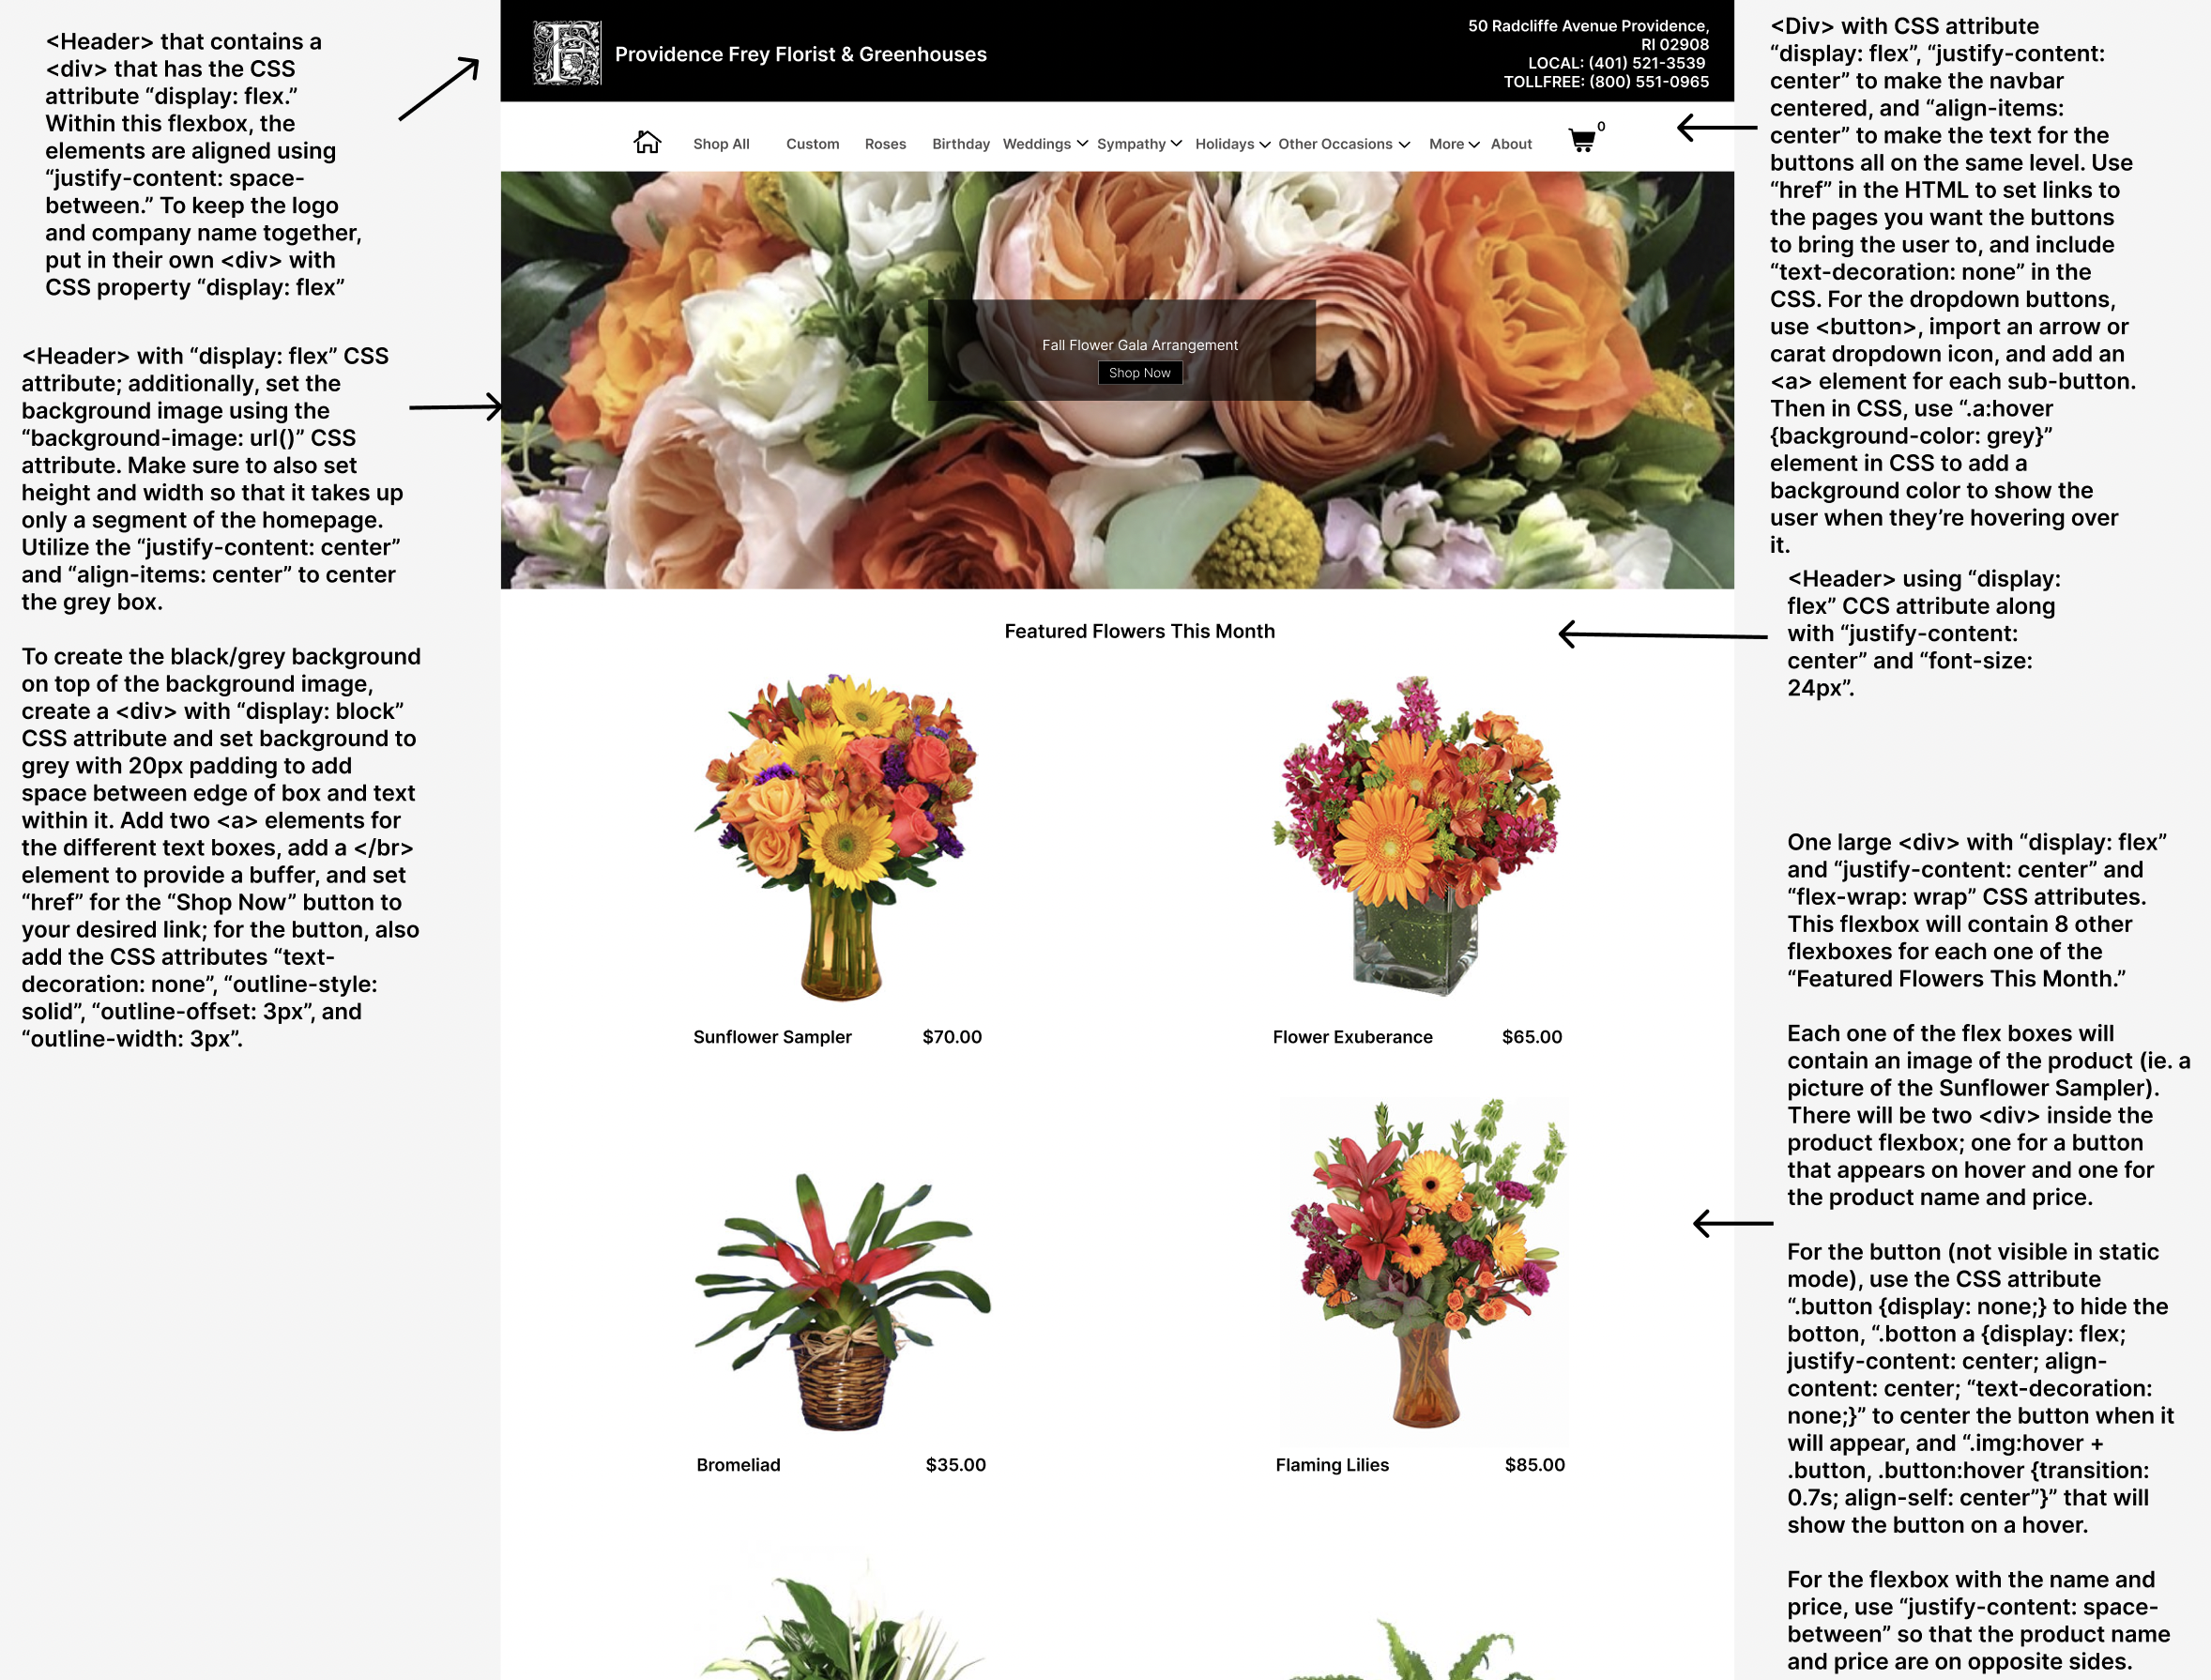 <Header> that contains a
<div> that has the CSS
attribute “display: flex.”
Within this flexbox, the
elements are aligned using
“justify-content: space-
between.” To keep the logo
and company name together,
put in their own <div> with
CSS property “display: flex”
<Header> with “display: flex” CSS
attribute; additionally, set the
background image using the
“background-image: url()” CSS
attribute. Make sure to also set
height and width so that it takes up
only a segment of the homepage.
Utilize the “justify-content: center”
and “align-items: center” to center
the grey box.
To create the black/grey background
on top of the background image,
create a <div> with “display: block”
CSS attribute and set background to
grey with 20px padding to add
space between edge of box and text
within it. Add two <a> elements for
the different text boxes, add a </br>
element to provide a buffer, and set
“href” for the “Shop Now” button to
your desired link; for the button, also
add the CSS attributes “text-
decoration: none”, “outline-style:
solid”, “outline-offset: 3px”, and
“outline-width: 3px”.
F
Providence Frey Florist & Greenhouses
50 Radcliffe Avenue Providence,
RI 02908
LOCAL: (401) 521-3539
TOLLFREE: (800) 551-0965
Shop All Custom Roses Birthday Weddings Sympathy Holidays Other Occasions More About 0
Fall Flower Gala Arrangement
Shop Now
Featured Flowers This Month
Sunflower Sampler $70.00
Flower Exuberance $65.00
Bromeliad $35.00
Flaming Lilies $85.00
<Div> with CSS attribute
“display: flex”, “justify-content:
center” to make the navbar
centered, and “align-items:
center” to make the text for the
buttons all on the same level. Use
“href” in the HTML to set links to
the pages you want the buttons
to bring the user to, and include
“text-decoration: none” in the
CSS. For the dropdown buttons,
use <button>, import an arrow or
carat dropdown icon, and add an
<a> element for each sub-button.
Then in CSS, use “.a:hover
{background-color: grey}”
element in CSS to add a
background color to show the
user when they’re hovering over
it.
<Header> using “display:
flex” CCS attribute along
with “justify-content:
center” and “font-size:
24px”.
One large <div> with “display: flex”
and “justify-content: center” and
“flex-wrap: wrap” CSS attributes.
This flexbox will contain 8 other
flexboxes for each one of the
“Featured Flowers This Month.”
Each one of the flex boxes will
contain an image of the product (ie. a
picture of the Sunflower Sampler).
There will be two <div> inside the
product flexbox; one for a button
that appears on hover and one for
the product name and price.
For the button (not visible in static
mode), use the CSS attribute
“.button {display: none;} to hide the
botton, “.botton a {display: flex;
justify-content: center; align-
content: center; “text-decoration:
none;}” to center the button when it
will appear, and “.img:hover +
.button, .button:hover {transition:
0.7s; align-self: center”}” that will
show the button on a hover.
For the flexbox with the name and
price, use “justify-content: space-
between” so that the product name
and price are on opposite sides.